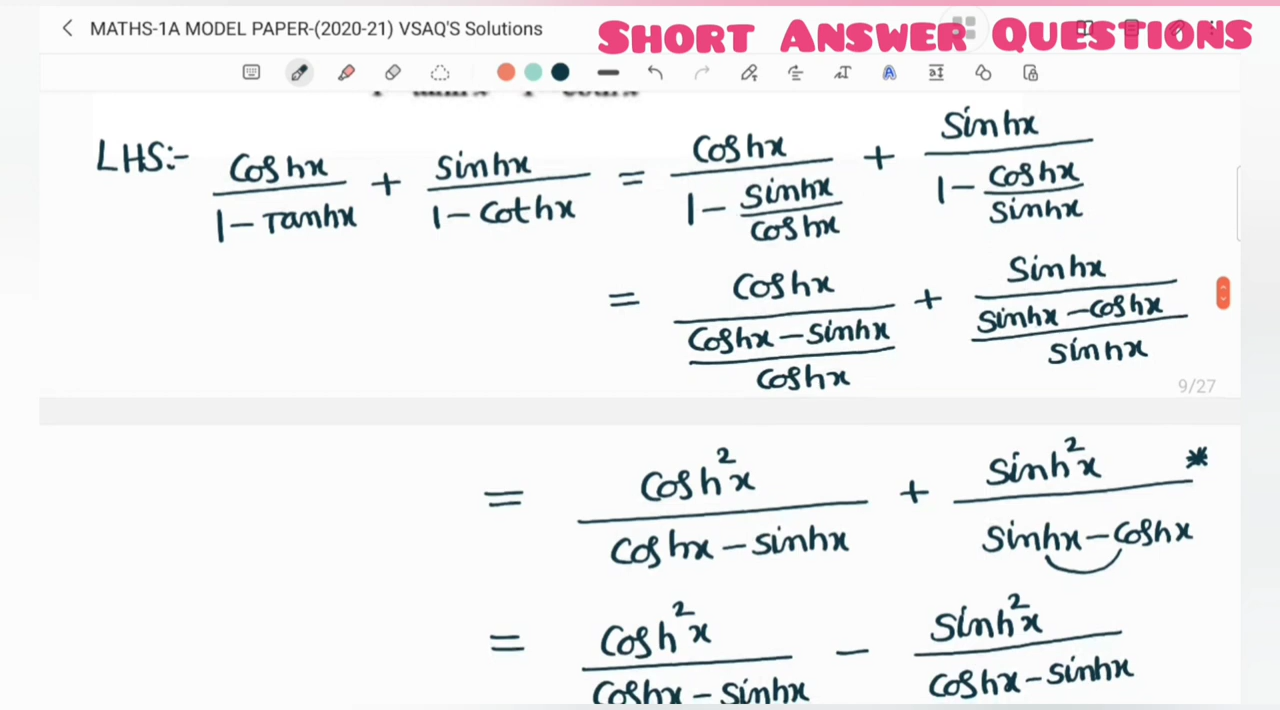 MATHS-1A MODEL PAPER-(2020-21) VSAQ'S Solutions
SHORT ANSWER QUESTIONS
LHS:- Coshx/(1-Tanhx) + Sinhx/(1-Cothx) = Coshx/(1-Sinhx/Coshx) + Sinhx/(1-Coshx/Sinhx)
= Coshx/((Coshx-Sinhx)/Coshx) + Sinhx/((Sinhx-Coshx)/Sinhx)
9/27
= Cosh²x/(Coshx-Sinhx) + Sinh²x/(Sinhx-Coshx) *
= Cosh²x/(Coshx-Sinhx) - Sinh²x/(Coshx-Sinhx)